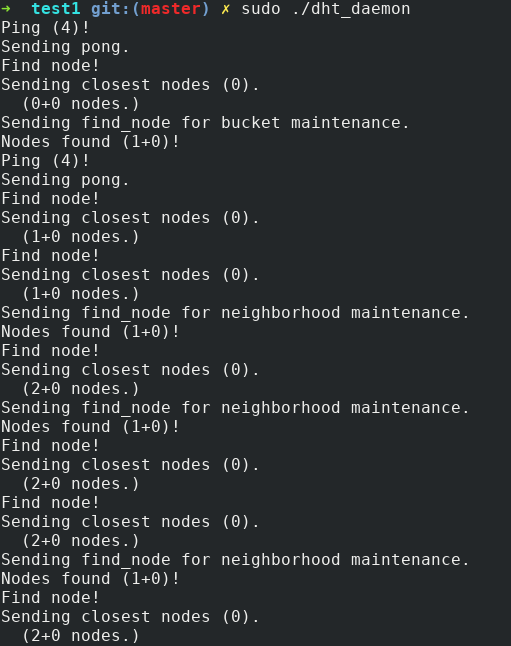 ➜  test1 git:(master) ✗ sudo ./dht_daemon
Ping (4)!
Sending pong.
Find node!
Sending closest nodes (0).
  (0+0 nodes.)
Sending find_node for bucket maintenance.
Nodes found (1+0)!
Ping (4)!
Sending pong.
Find node!
Sending closest nodes (0).
  (1+0 nodes.)
Find node!
Sending closest nodes (0).
  (1+0 nodes.)
Sending find_node for neighborhood maintenance.
Nodes found (1+0)!
Find node!
Sending closest nodes (0).
  (2+0 nodes.)
Sending find_node for neighborhood maintenance.
Nodes found (1+0)!
Find node!
Sending closest nodes (0).
  (2+0 nodes.)
Find node!
Sending closest nodes (0).
  (2+0 nodes.)
Sending find_node for neighborhood maintenance.
Nodes found (1+0)!
Find node!
Sending closest nodes (0).
  (2+0 nodes.)